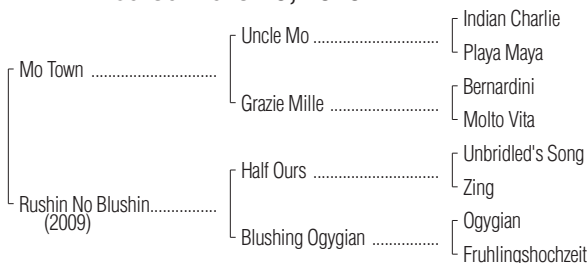 Indian Charlie
Uncle Mo
Playa Maya
Mo Town
Bernardini
Grazie Mille
Molto Vita
Unbridled's Song
Half Ours
Zing
Rushin No Blushin
(2009)
Ogygian
Blushing Ogygian
Fruhlingshochzeit